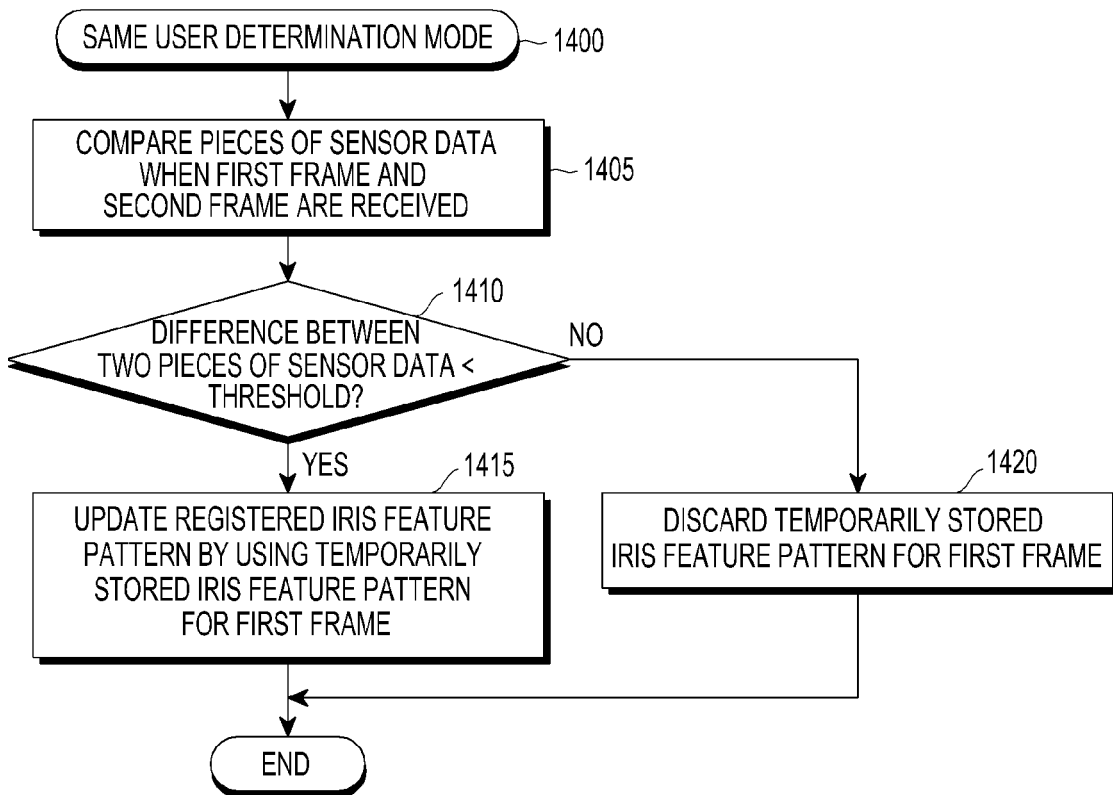 SAME USER DETERMINATION MODE
1400
COMPARE PIECES OF SENSOR DATA
WHEN FIRST FRAME AND
SECOND FRAME ARE RECEIVED
1405
1410
DIFFERENCE BETWEEN
TWO PIECES OF SENSOR DATA <
THRESHOLD?
NO
YES
1415
UPDATE REGISTERED IRIS FEATURE
PATTERN BY USING TEMPORARILY
STORED IRIS FEATURE PATTERN
FOR FIRST FRAME
1420
DISCARD TEMPORARILY STORED
IRIS FEATURE PATTERN FOR FIRST FRAME
END